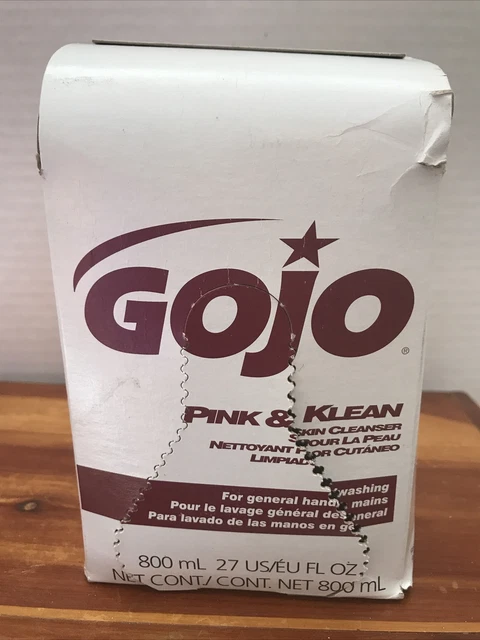 GOJO®
PINK & KLEAN
SKIN CLEANSER
NETTOYANT POUR LA PEAU
LIMPIAD OR CUTÁNEO
For general hand washing
Pour le lavage général des mains
Para lavado de las manos en general
800 mL 27 US/ÉU FL OZ.
NET CONT./ CONT. NET 800 mL